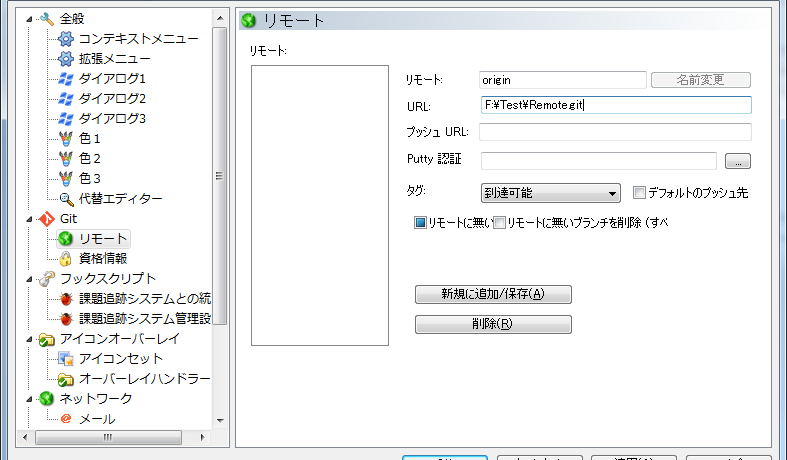 全般
コンテキストメニュー
拡張メニュー
ダイアログ1
ダイアログ2
ダイアログ3
色1
色2
色3
代替エディター
Git
リモート
資格情報
フックスクリプト
課題追跡システムとの統
課題追跡システム管理設
アイコンオーバーレイ
アイコンセット
オーバーレイハンドラー
ネットワーク
メール
リモート
リモート:
リモート: origin 名前変更
URL: F:¥Test¥Remote.git
プッシュ URL:
Putty 認証 ...
タグ: 到達可能 デフォルトのプッシュ先
リモートに無い リモートに無いブランチを削除 (すべ
新規に追加/保存(A)
削除(R)